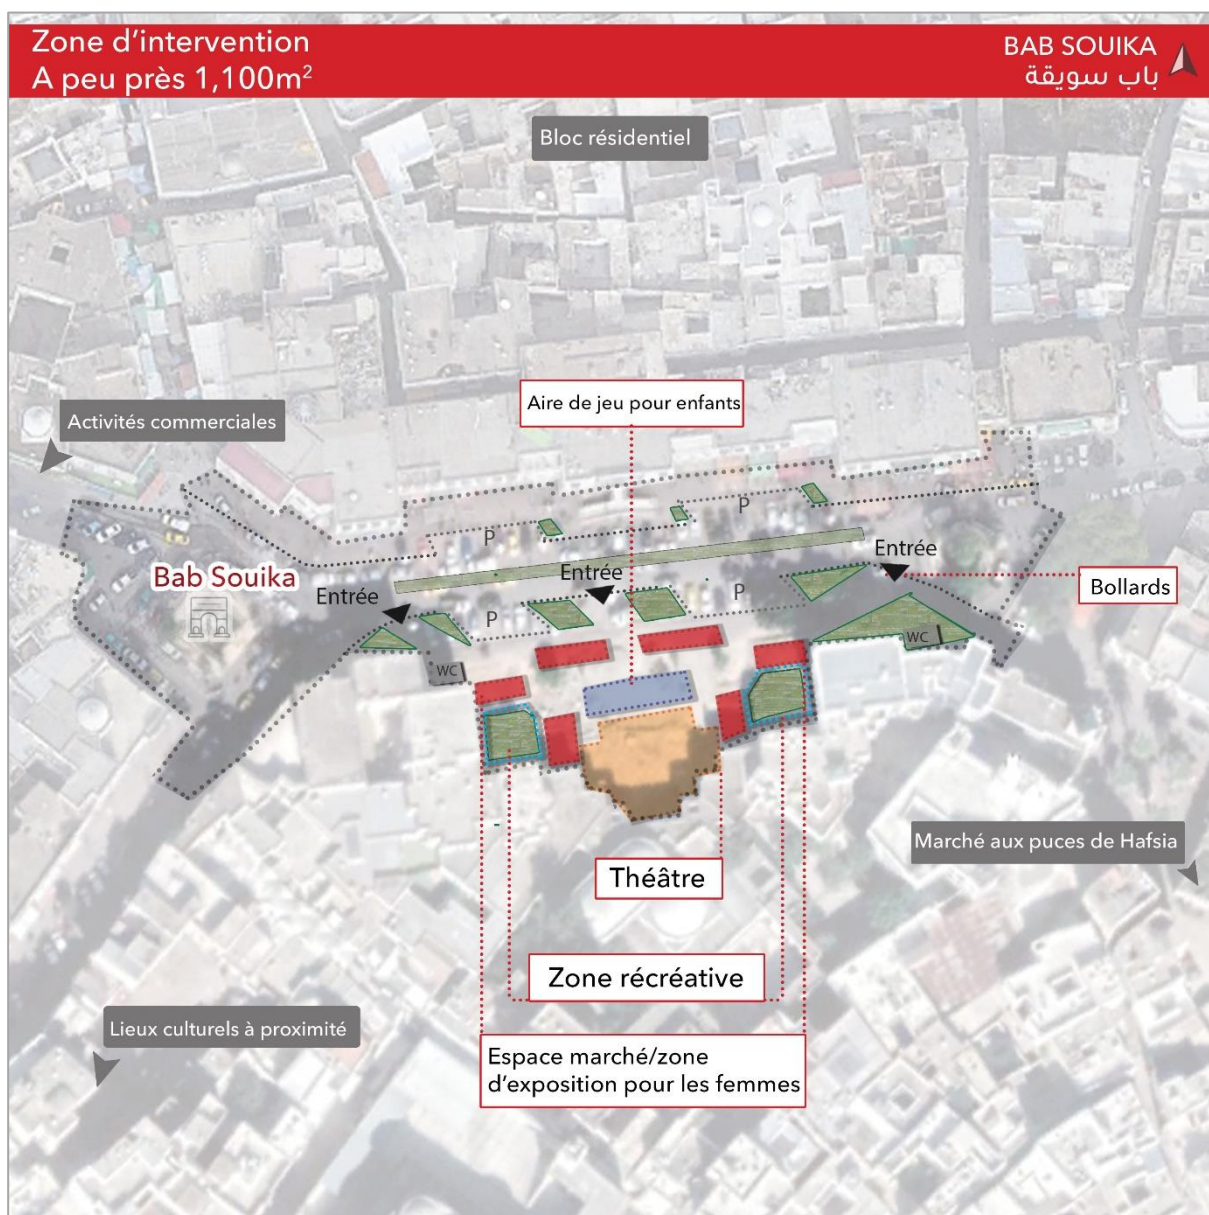 Zone d'intervention
A peu près 1,100m²
BAB SOUIKA
باب سويقة
Bloc résidentiel
Aire de jeu pour enfants
Activités commerciales
P
P
Entrée
Entrée
Bab Souika
Entrée
Bollards
P
P
WC
WC
Marché aux puces de Hafsia
Théâtre
Zone récréative
Lieux culturels à proximité
Espace marché/zone
d'exposition pour les femmes